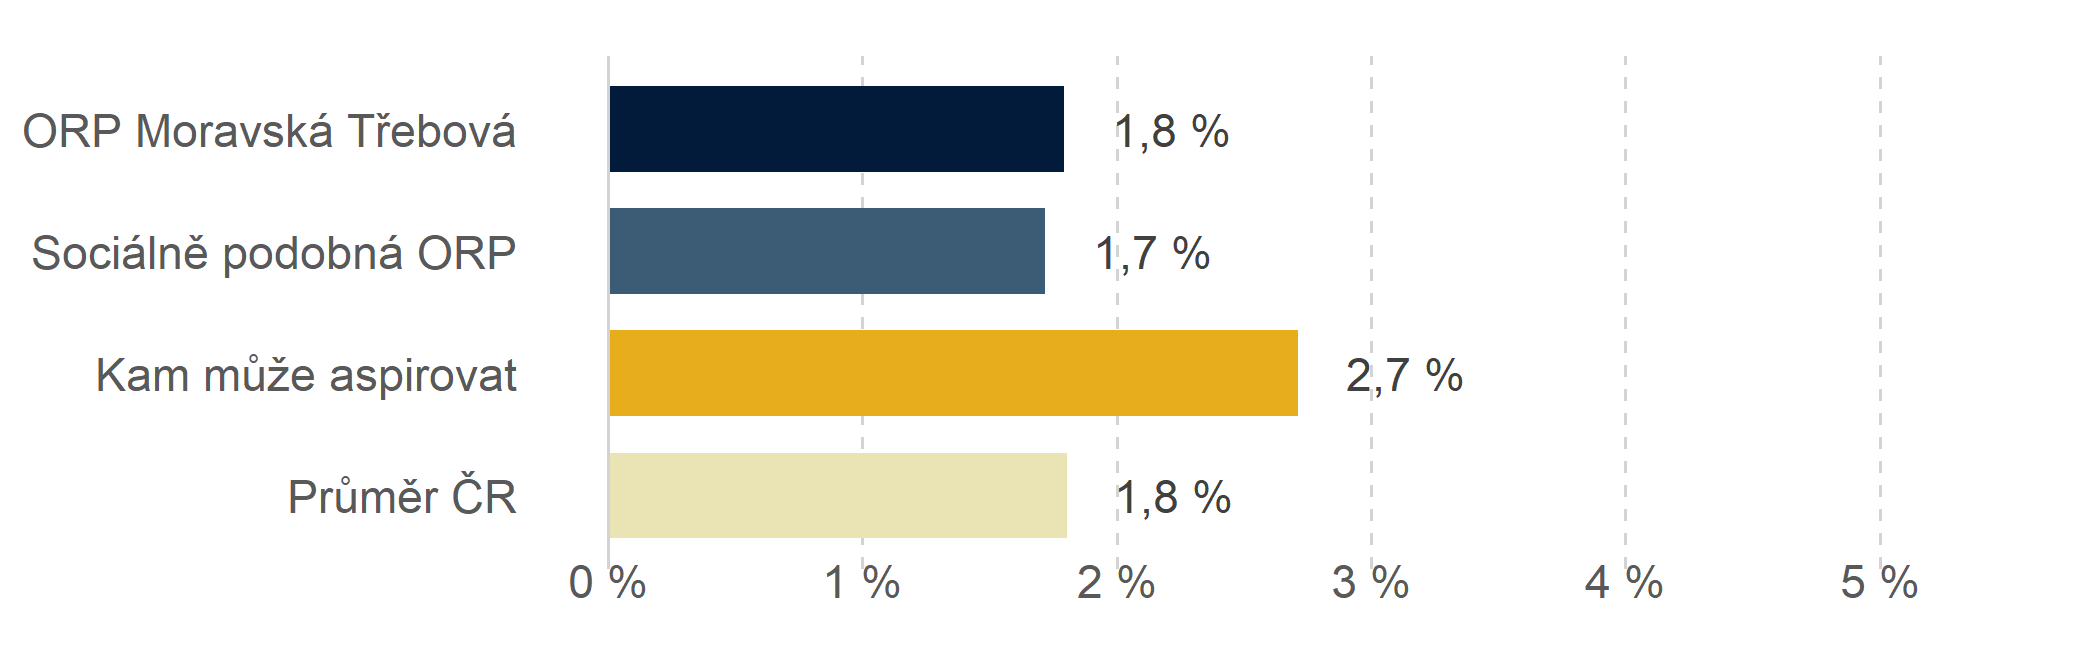 ORP Moravská Třebová
1,8 %
Sociálně podobná ORP
1,7 %
Kam může aspirovat
2,7 %
Průměr ČR
1,8 %
0 % 1 % 2 % 3 % 4 % 5 %